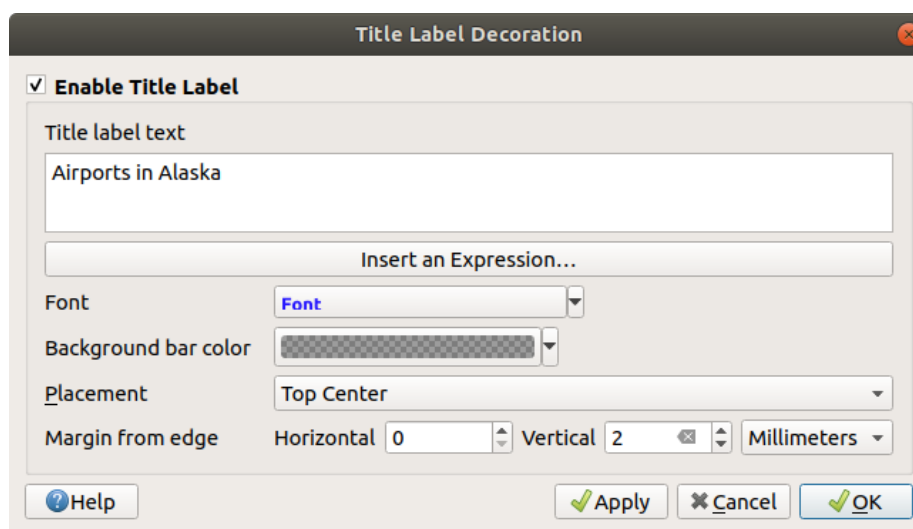 Title Label Decoration
Enable Title Label
Title label text
Airports in Alaska
Insert an Expression...
Font Font
Background bar color
Placement Top Center
Margin from edge Horizontal 0 Vertical 2 Millimeters
Help Apply Cancel OK